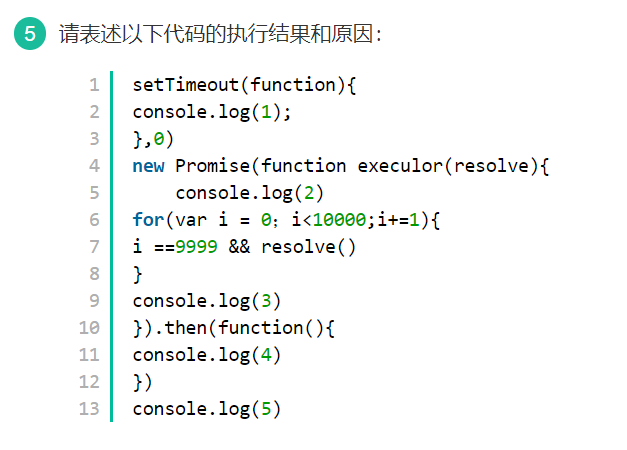 5 请表述以下代码的执行结果和原因:
1 setTimeout(function){
2 console.log(1);
3 },0)
4 new Promise(function execulor(resolve){
5 console.log(2)
6 for(var i = 0；i<10000;i+=1){
7 i ==9999 && resolve()
8 }
9 console.log(3)
10 }).then(function(){
11 console.log(4)
12 })
13 console.log(5)